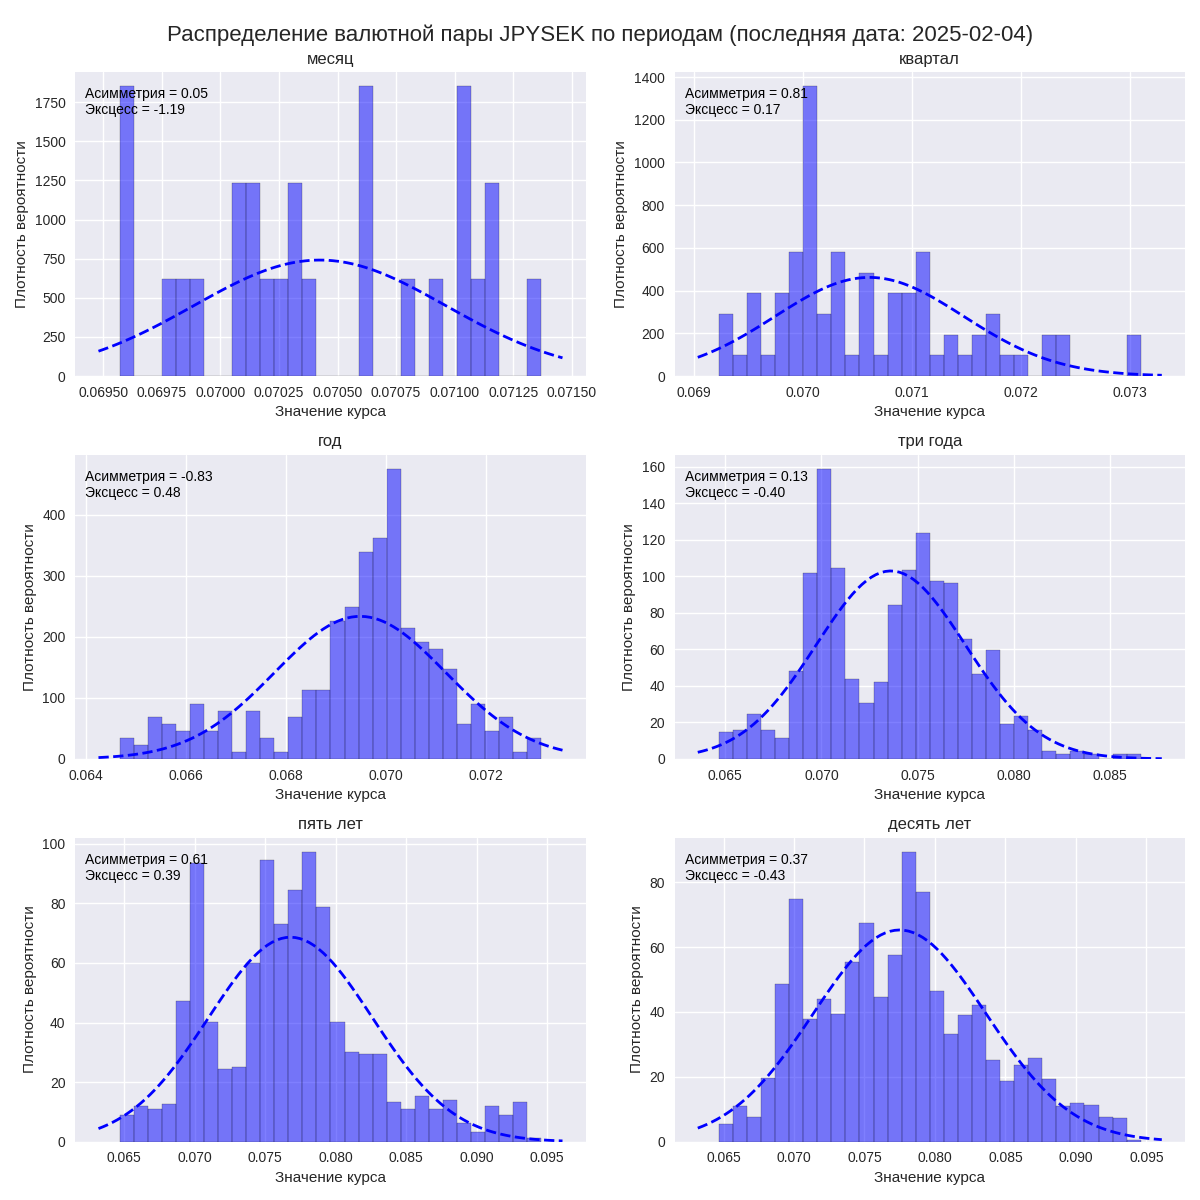 Распределение валютной пары JPYSEK по периодам (последняя дата: 2025-02-04)
месяц
Асимметрия = 0.05
Эксцесс = -1.19
Плотность вероятности
1750
1500
1250
1000
750
500
250
0
0.06950 0.06975 0.07000 0.07025 0.07050 0.07075 0.07100 0.07125 0.07150
Значение курса
квартал
Асимметрия = 0.81
Эксцесс = 0.17
Плотность вероятности
1400
1200
1000
800
600
400
200
0
0.069 0.070 0.071 0.072 0.073
Значение курса
год
Асимметрия = -0.83
Эксцесс = 0.48
Плотность вероятности
400
300
200
100
0
0.064 0.066 0.068 0.070 0.072
Значение курса
три года
Асимметрия = 0.13
Эксцесс = -0.40
Плотность вероятности
160
140
120
100
80
60
40
20
0
0.065 0.070 0.075 0.080 0.085
Значение курса
пять лет
Асимметрия = 0.61
Эксцесс = 0.39
Плотность вероятности
100
80
60
40
20
0
0.065 0.070 0.075 0.080 0.085 0.090 0.095
Значение курса
десять лет
Асимметрия = 0.37
Эксцесс = -0.43
Плотность вероятности
80
60
40
20
0
0.065 0.070 0.075 0.080 0.085 0.090 0.095
Значение курса